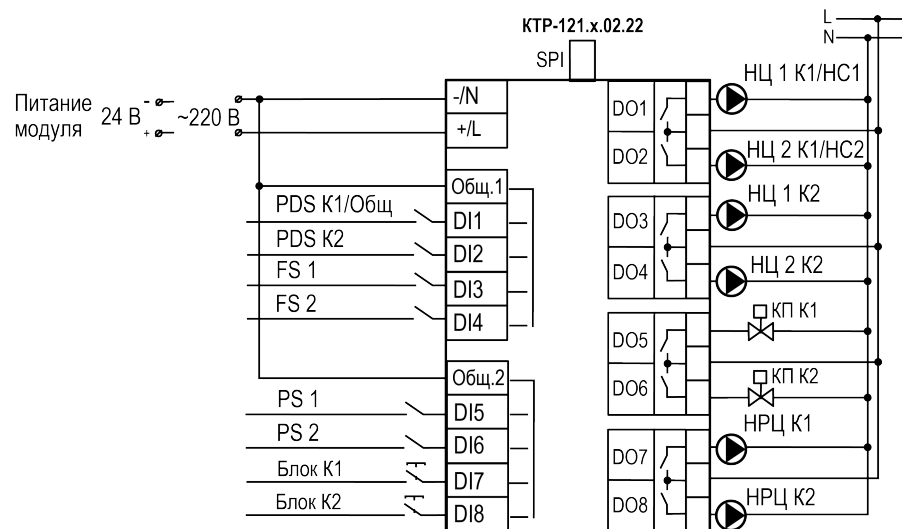 КТР-121.х.02.22
SPI
L
N
Питание
модуля
24 В
-
+
~220 В
-/N
+/L
Общ.1
PDS К1/Общ
DI1
PDS К2
DI2
FS 1
DI3
FS 2
DI4
Общ.2
PS 1
DI5
PS 2
DI6
Блок К1
DI7
Блок К2
DI8
DO1
НЦ 1 К1/НС1
DO2
НЦ 2 К1/НС2
DO3
НЦ 1 К2
DO4
НЦ 2 К2
DO5
КП К1
DO6
КП К2
DO7
НРЦ К1
DO8
НРЦ К2